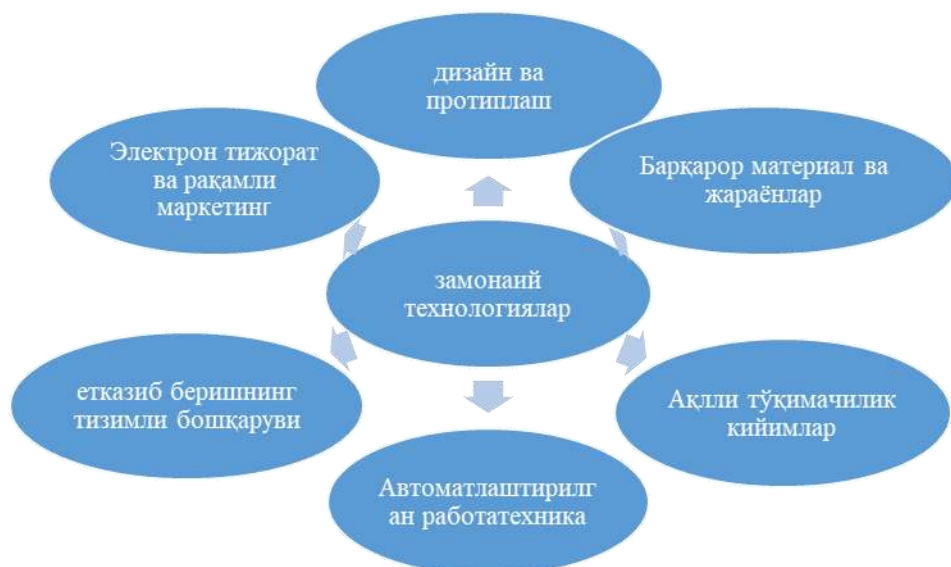 дизайн ва
протиплаш
Электрон тижорат
ва рақамли
маркетинг
Барқарор материал ва
жараёнлар
замонаий
технологиялар
етказиб беришнинг
тизимли бошқаруви
Ақлли тўқимачилик
кийимлар
Автоматлаштирилг
ан работатехника